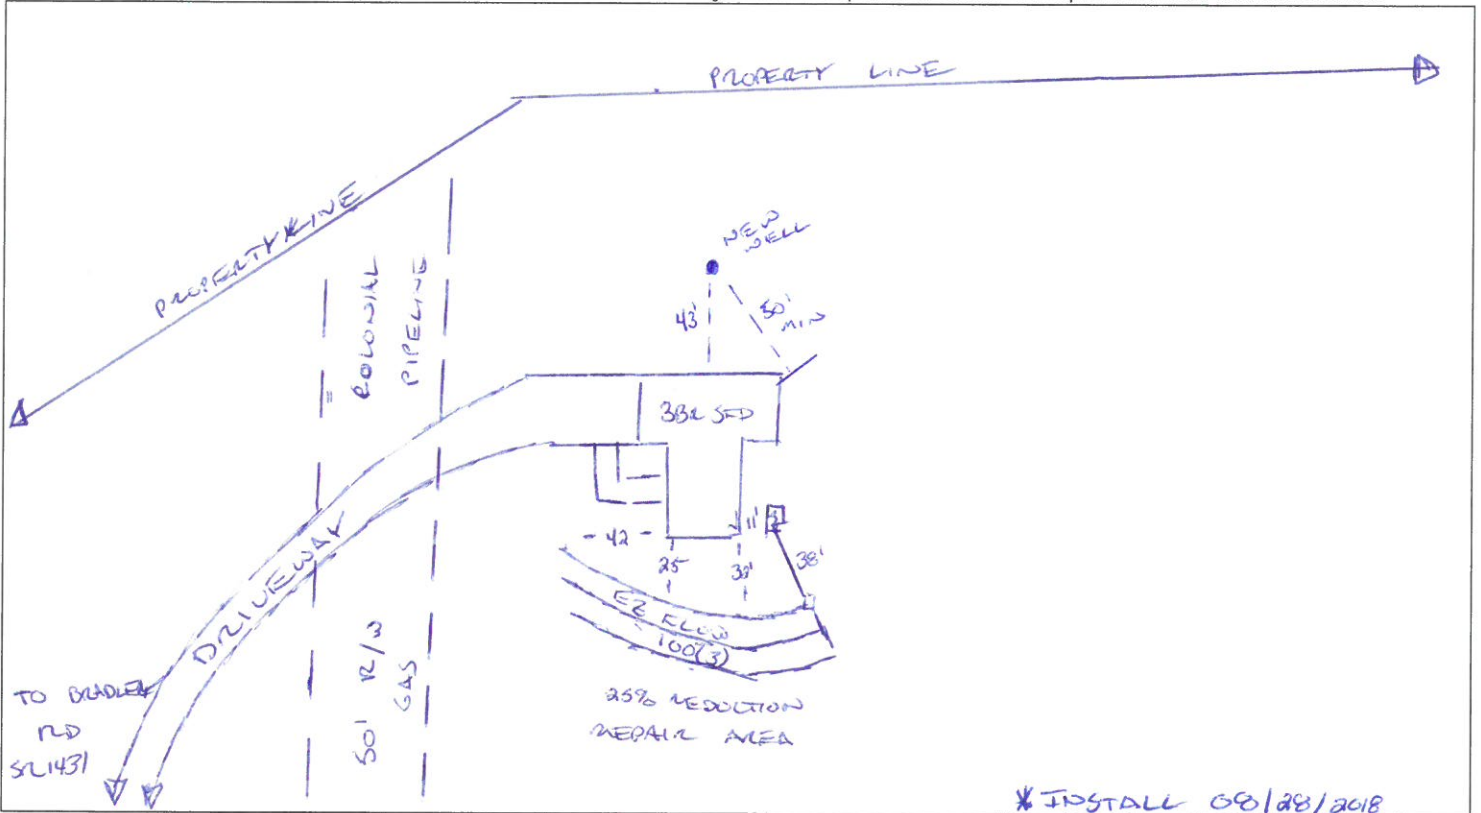 PROPERTY LINE
PROPERTY LINE
NEW
WELL
COLONIAL
PIPELINE
43'
50'
MIN
3BR SFD
42
11'
25
38'
EZ FLOW
100(3)
DRIVEWAY
50' R/W
GAS
25% REDUCTION
REPAIR AREA
TO BRADLEY
RD
SR1431
* INSTALL 08/28/2018